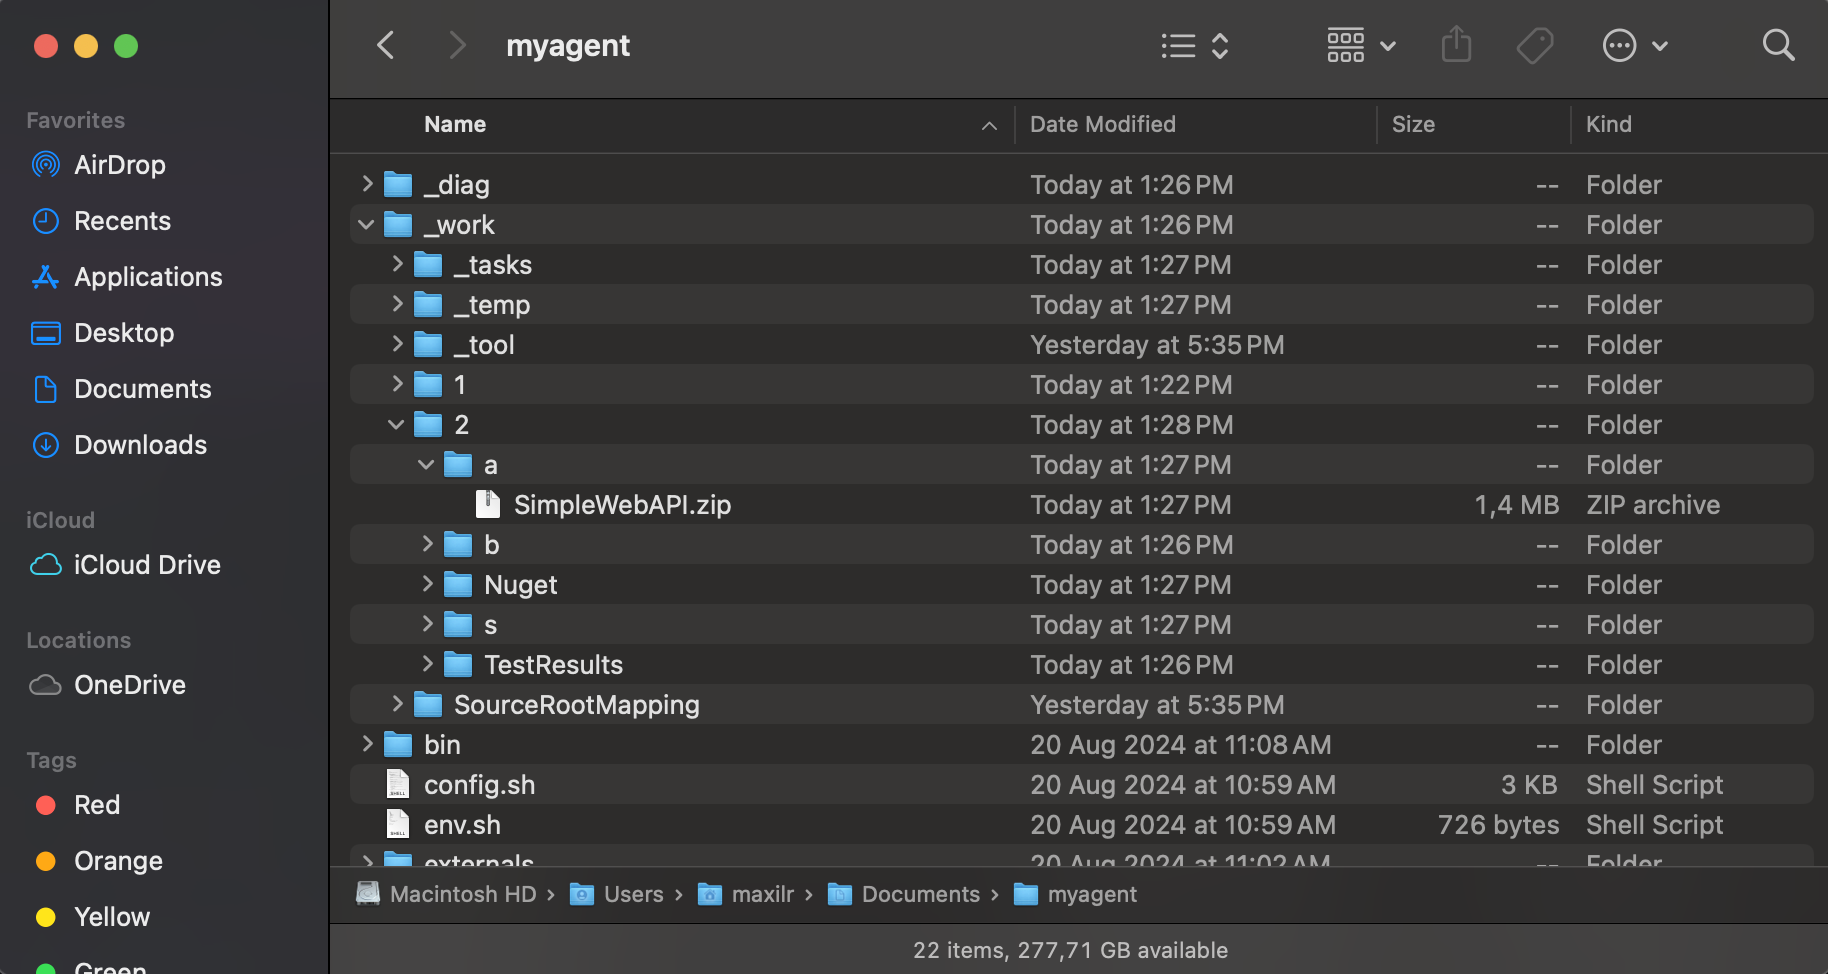 myagent
Favorites
AirDrop
Recents
Applications
Desktop
Documents
Downloads
iCloud
iCloud Drive
Locations
OneDrive
Tags
Red
Orange
Yellow
Green
Name Date Modified Size Kind
_diag Today at 1:26 PM -- Folder
_work Today at 1:26 PM -- Folder
_tasks Today at 1:27 PM -- Folder
_temp Today at 1:27 PM -- Folder
_tool Yesterday at 5:35 PM -- Folder
1 Today at 1:22 PM -- Folder
2 Today at 1:28 PM -- Folder
a Today at 1:27 PM -- Folder
SimpleWebAPI.zip Today at 1:27 PM 1,4 MB ZIP archive
b Today at 1:26 PM -- Folder
Nuget Today at 1:27 PM -- Folder
s Today at 1:27 PM -- Folder
TestResults Today at 1:26 PM -- Folder
SourceRootMapping Yesterday at 5:35 PM -- Folder
bin 20 Aug 2024 at 11:08 AM -- Folder
config.sh 20 Aug 2024 at 10:59 AM 3 KB Shell Script
env.sh 20 Aug 2024 at 10:59 AM 726 bytes Shell Script
externals 20 Aug 2024 at 11:02 AM -- Folder
Macintosh HD › Users › maxilr › Documents › myagent
22 items, 277,71 GB available